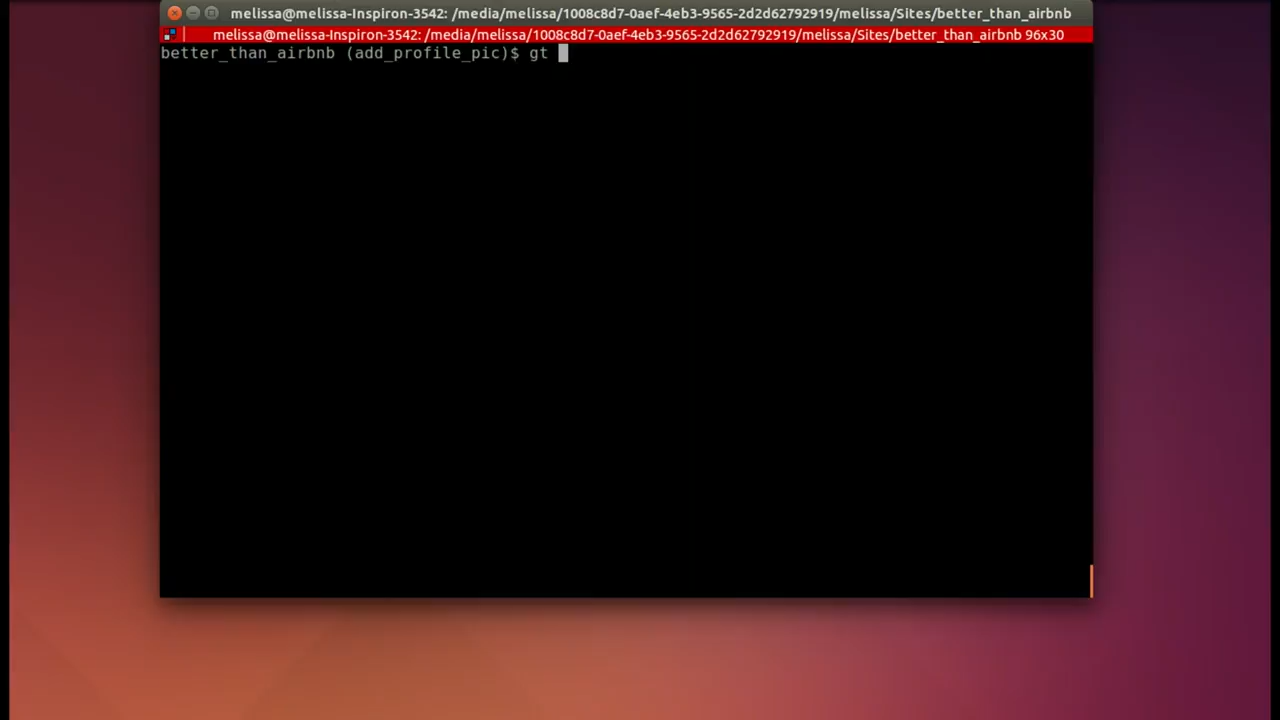 melissa@melissa-Inspiron-3542: /media/melissa/1008c8d7-0aef-4eb3-9565-2d2d62792919/melissa/Sites/better_than_airbnb
melissa@melissa-Inspiron-3542: /media/melissa/1008c8d7-0aef-4eb3-9565-2d2d62792919/melissa/Sites/better_than_airbnb 96x30
better_than_airbnb (add_profile_pic)$ gt